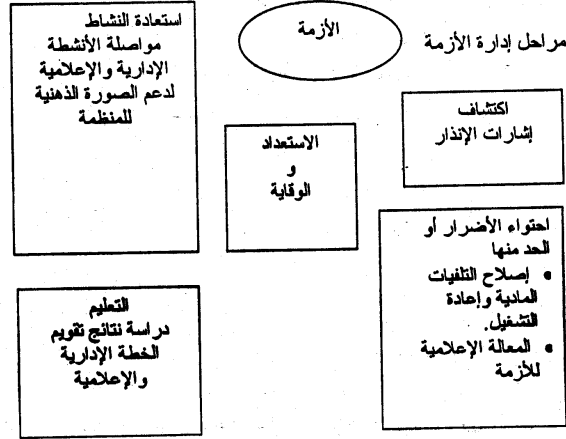 مراحل إدارة الأزمة
الأزمة
اكتشاف
إشارات الإنذار
الاستعداد
و
الوقاية
احتواء الأضرار أو
الحد منها
• إصلاح التلفيات
المادية وإعادة
التشغيل.
• المعالة الإعلامية
للأزمة
استعادة النشاط
مواصلة الأنشطة
الإدارية والإعلامية
لدعم الصورة الذهنية
للمنظمة
التعليم
دراسة نتائج تقويم
الخطة الإدارية
والإعلامية